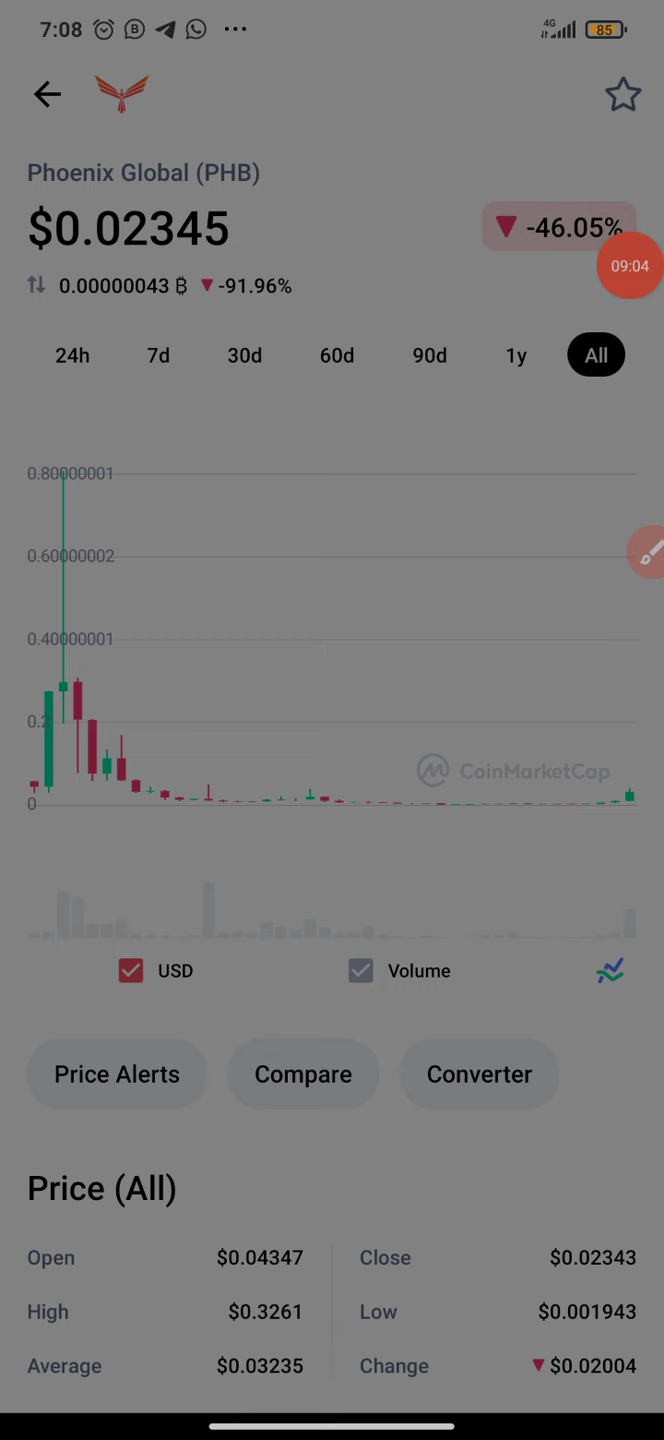 7:08 B ... 4G 85
Phoenix Global (PHB)
$0.02345 ▼ -46.05%
09:04
0.00000043 ₿ ▼ -91.96%
24h 7d 30d 60d 90d 1y All
0.80000001
0.60000002
0.40000001
0.2
CoinMarketCap
0
USD Volume
Price Alerts Compare Converter
Price (All)
Open $0.04347 Close $0.02343
High $0.3261 Low $0.001943
Average $0.03235 Change ▼ $0.02004